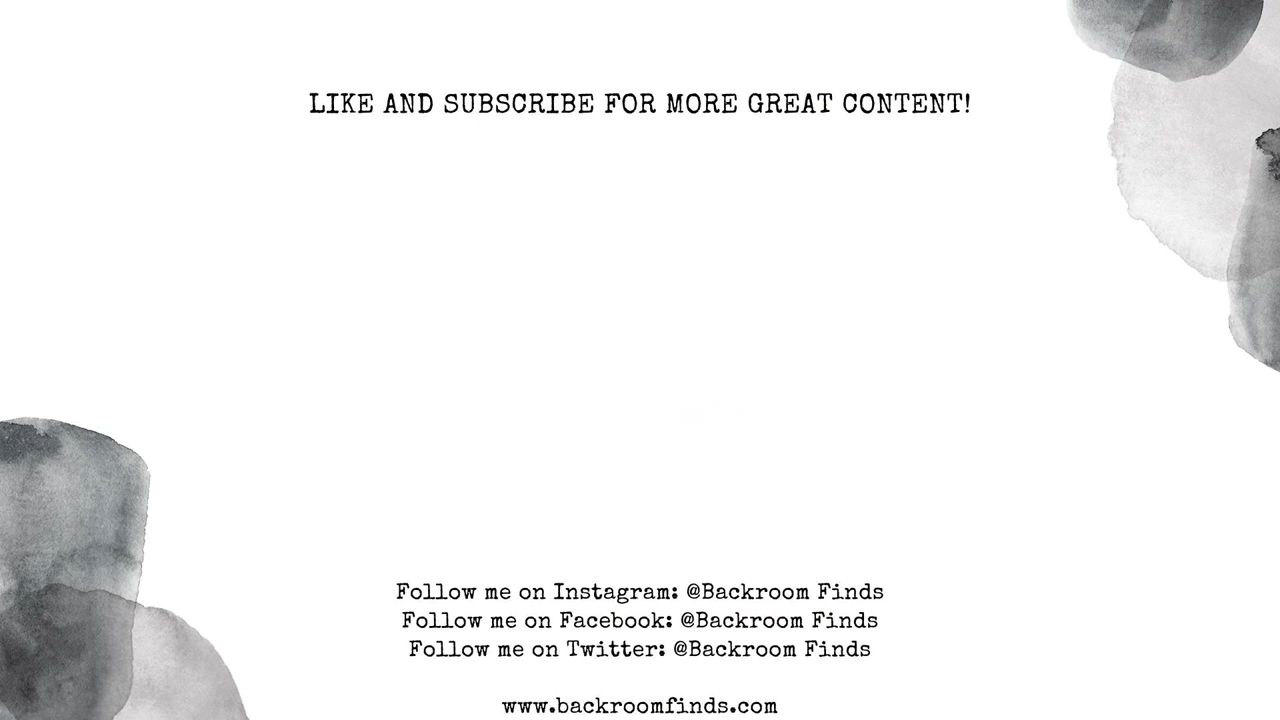 LIKE AND SUBSCRIBE FOR MORE GREAT CONTENT!
Follow me on Instagram: @Backroom Finds
Follow me on Facebook: @Backroom Finds
Follow me on Twitter: @Backroom Finds
www.backroomfinds.com